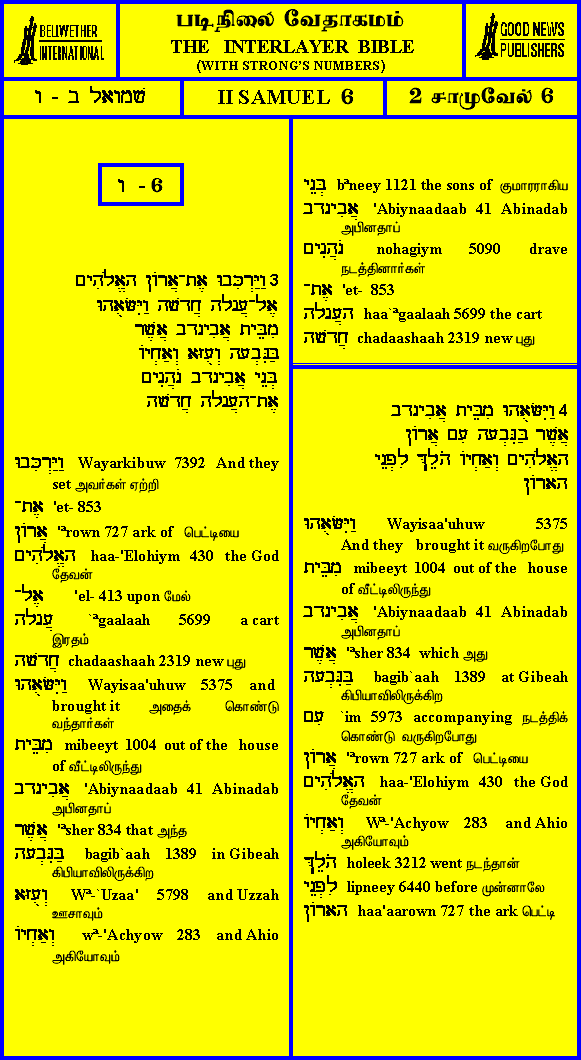 BELLWETHER
INTERNATIONAL
படிநிலை வேதாகமம்
THE INTERLAYER BIBLE
(WITH STRONG'S NUMBERS)
GOOD NEWS
PUBLISHERS
שמואל ב - ו
II SAMUEL 6
2 சாமுவேல் 6
ו - 6
3 וַיַּרְכִּבוּ אֶת־אֲרוֹן הָאֱלֹהִים
אֶל־עֲגָלָה חֲדָשָׁה וַיִּשָּׂאֻהוּ
מִבֵּית אֲבִינָדָב אֲשֶׁר
בַּגִּבְעָה וְעֻזָּא וְאַחְיוֹ
בְּנֵי אֲבִינָדָב נֹהֲגִים
אֶת־הָעֲגָלָה חֲדָשָׁה
וַיַּרְכִּבוּ Wayarkibuw 7392 And they
set அவர்கள் ஏற்றி
אֶת־ 'et- 853
אֲרוֹן 'ªrown 727 ark of பெட்டியை
הָאֱלֹהִים haa-'Elohiym 430 the God
தேவன்
אֶל־ 'el- 413 upon மேல்
עֲגָלָה `ªgaalaah 5699 a cart
இரதம்
חֲדָשָׁה chadaashaah 2319 new புது
וַיִּשָּׂאֻהוּ Wayisaa'uhuw 5375 and
brought it அதைக் கொண்டு
வந்தார்கள்
מִבֵּית mibeeyt 1004 out of the house
of வீட்டிலிருந்து
אֲבִינָדָב 'Abiynaadaab 41 Abinadab
அபினதாப்
אֲשֶׁר 'ªsher 834 that அந்த
בַּגִּבְעָה bagib`aah 1389 in Gibeah
கிபியாவிலிருக்கிற
וְעֻזָּא Wª-`Uzaa' 5798 and Uzzah
ஊசாவும்
וְאַחְיוֹ wª-'Achyow 283 and Ahio
அகியோவும்
בְּנֵי bªneey 1121 the sons of குமாரராகிய
אֲבִינָדָב 'Abiynaadaab 41 Abinadab
அபினதாப்
נֹהֲגִים nohagiym 5090 drave
நடத்தினார்கள்
אֶת־ 'et- 853
הָעֲגָלָה haa`ªgaalaah 5699 the cart
חֲדָשָׁה chadaashaah 2319 new புது
4 וַיִּשָּׂאֻהוּ מִבֵּית אֲבִינָדָב
אֲשֶׁר בַּגִּבְעָה עִם אֲרוֹן
הָאֱלֹהִים וְאַחְיוֹ הֹלֵךְ לִפְנֵי
הָאָרוֹן
וַיִּשָּׂאֻהוּ Wayisaa'uhuw 5375
And they brought it வருகிறபோது
מִבֵּית mibeeyt 1004 out of the house
of வீட்டிலிருந்து
אֲבִינָדָב 'Abiynaadaab 41 Abinadab
அபினதாப்
אֲשֶׁר 'ªsher 834 which அது
בַּגִּבְעָה bagib`aah 1389 at Gibeah
கிபியாவிலிருக்கிற
עִם `im 5973 accompanying நடத்திக்
கொண்டு வருகிறபோது
אֲרוֹן 'ªrown 727 ark of பெட்டியை
הָאֱלֹהִים haa-'Elohiym 430 the God
தேவன்
וְאַחְיוֹ Wª-'Achyow 283 and Ahio
அகியோவும்
הֹלֵךְ holeek 3212 went நடந்தான்
לִפְנֵי lipneey 6440 before முன்னாலே
הָאָרוֹן haa'aarown 727 the ark பெட்டி